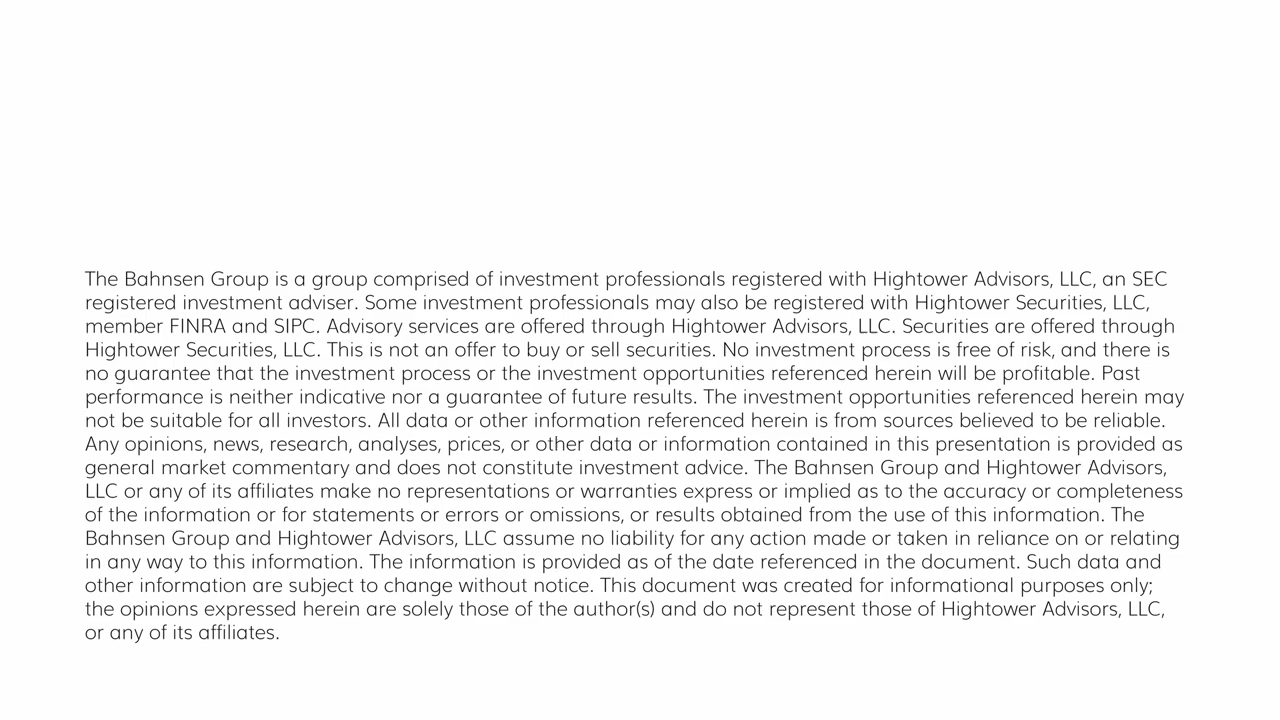 The Bahnsen Group is a group comprised of investment professionals registered with Hightower Advisors, LLC, an SEC
registered investment adviser. Some investment professionals may also be registered with Hightower Securities, LLC,
member FINRA and SIPC. Advisory services are offered through Hightower Advisors, LLC. Securities are offered through
Hightower Securities, LLC. This is not an offer to buy or sell securities. No investment process is free of risk, and there is
no guarantee that the investment process or the investment opportunities referenced herein will be profitable. Past
performance is neither indicative nor a guarantee of future results. The investment opportunities referenced herein may
not be suitable for all investors. All data or other information referenced herein is from sources believed to be reliable.
Any opinions, news, research, analyses, prices, or other data or information contained in this presentation is provided as
general market commentary and does not constitute investment advice. The Bahnsen Group and Hightower Advisors,
LLC or any of its affiliates make no representations or warranties express or implied as to the accuracy or completeness
of the information or for statements or errors or omissions, or results obtained from the use of this information. The
Bahnsen Group and Hightower Advisors, LLC assume no liability for any action made or taken in reliance on or relating
in any way to this information. The information is provided as of the date referenced in the document. Such data and
other information are subject to change without notice. This document was created for informational purposes only;
the opinions expressed herein are solely those of the author(s) and do not represent those of Hightower Advisors, LLC,
or any of its affiliates.